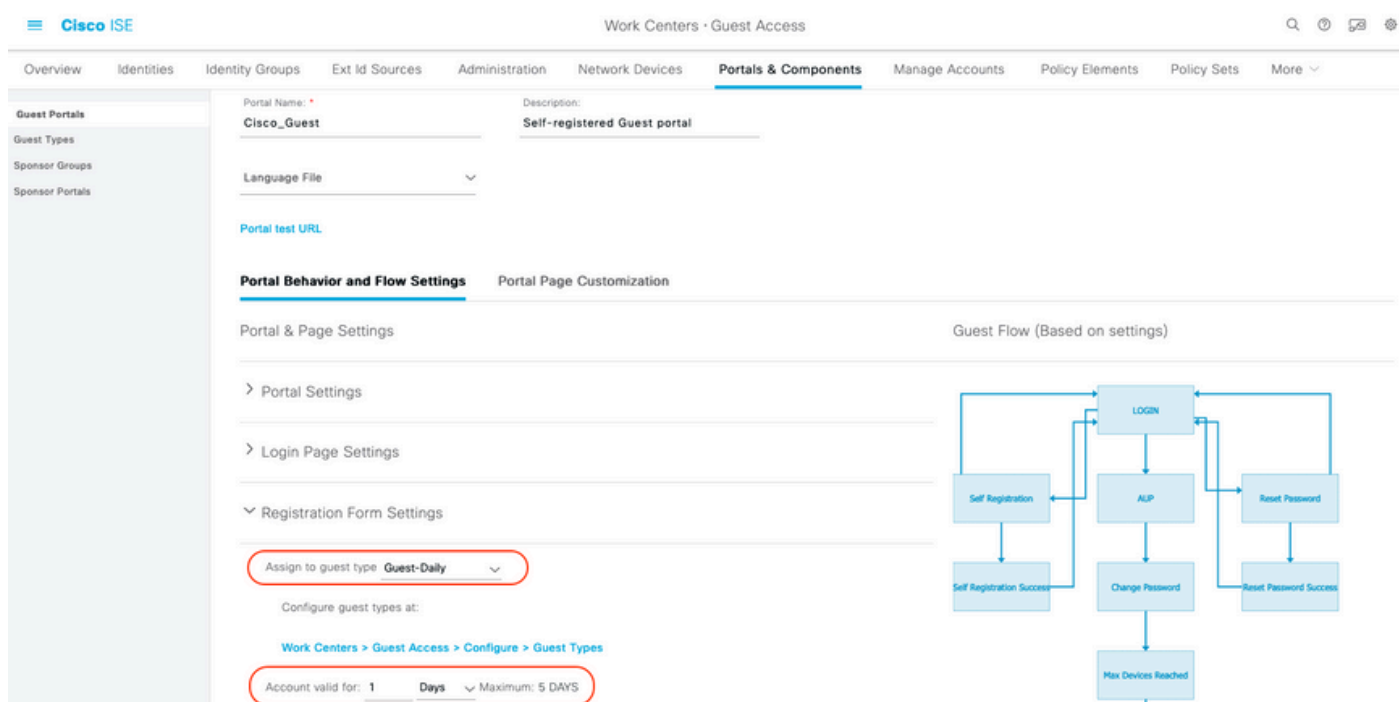 Cisco ISE
Work Centers · Guest Access
Overview Identities Identity Groups Ext Id Sources Administration Network Devices Portals & Components Manage Accounts Policy Elements Policy Sets More
Guest Portals
Guest Types
Sponsor Groups
Sponsor Portals
Portal Name: * Description:
Cisco_Guest Self-registered Guest portal
Language File
Portal test URL
Portal Behavior and Flow Settings Portal Page Customization
Portal & Page Settings Guest Flow (Based on settings)
Portal Settings
Login Page Settings
Registration Form Settings
Assign to guest type Guest-Daily
Configure guest types at:
Work Centers > Guest Access > Configure > Guest Types
Account valid for: 1 Days Maximum: 5 DAYS
LOGIN
Self Registration AUP Reset Password
Self Registration Success Change Password Reset Password Success
Max Devices Reached